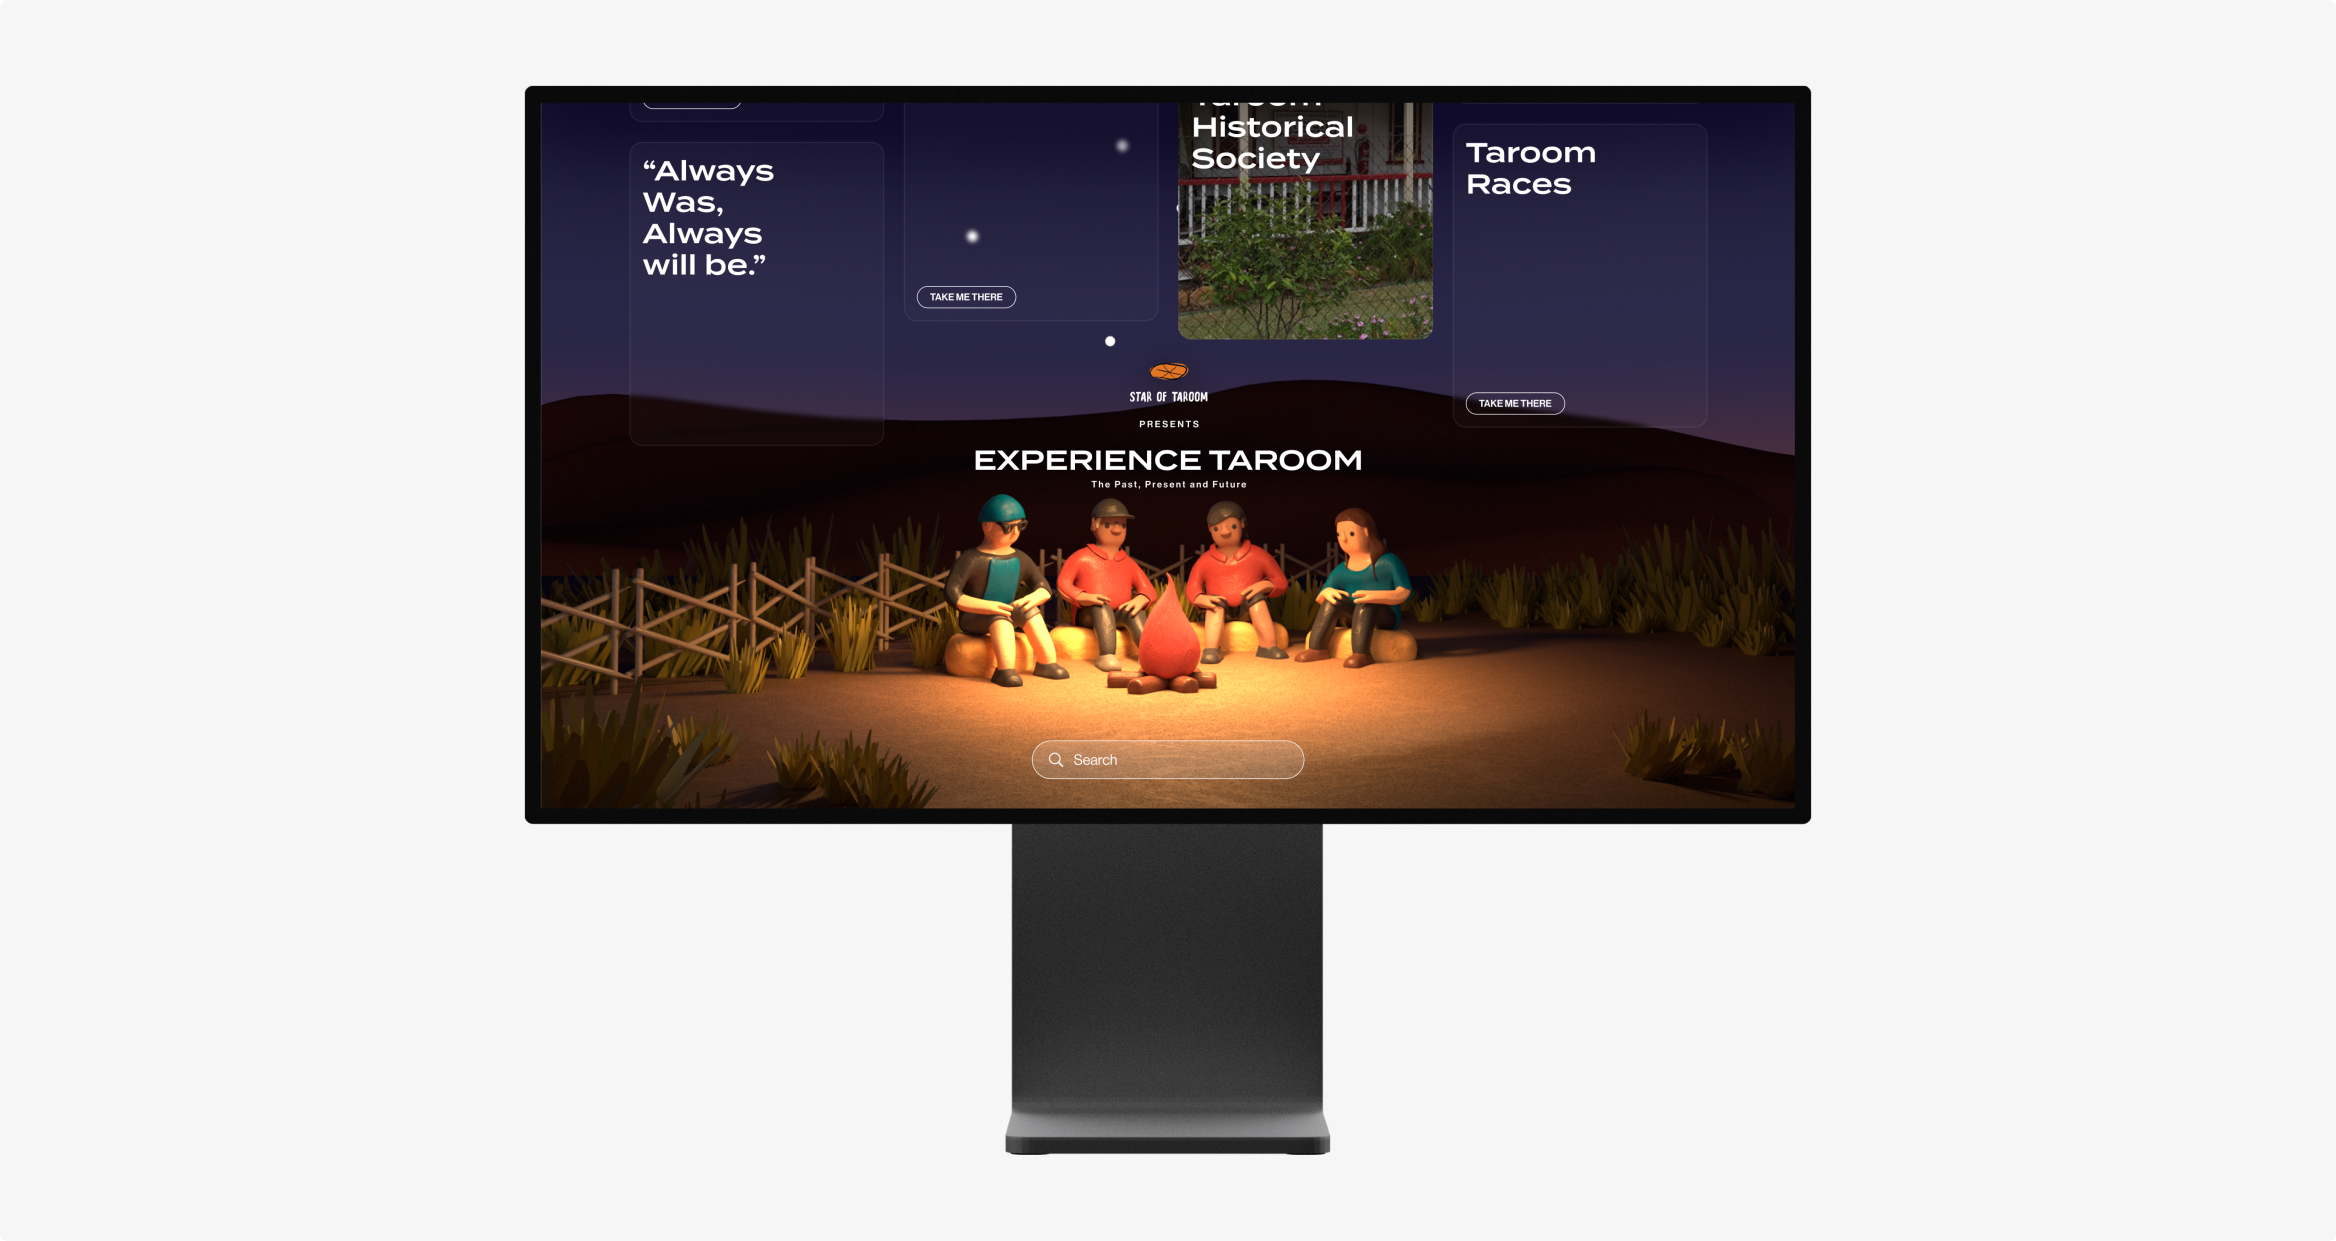 “Always
Was,
Always
will be.”
TAKE ME THERE
Taroom
Historical
Society
Taroom
Races
TAKE ME THERE
STAR OF TAROOM
PRESENTS
EXPERIENCE TAROOM
The Past, Present and Future
Search